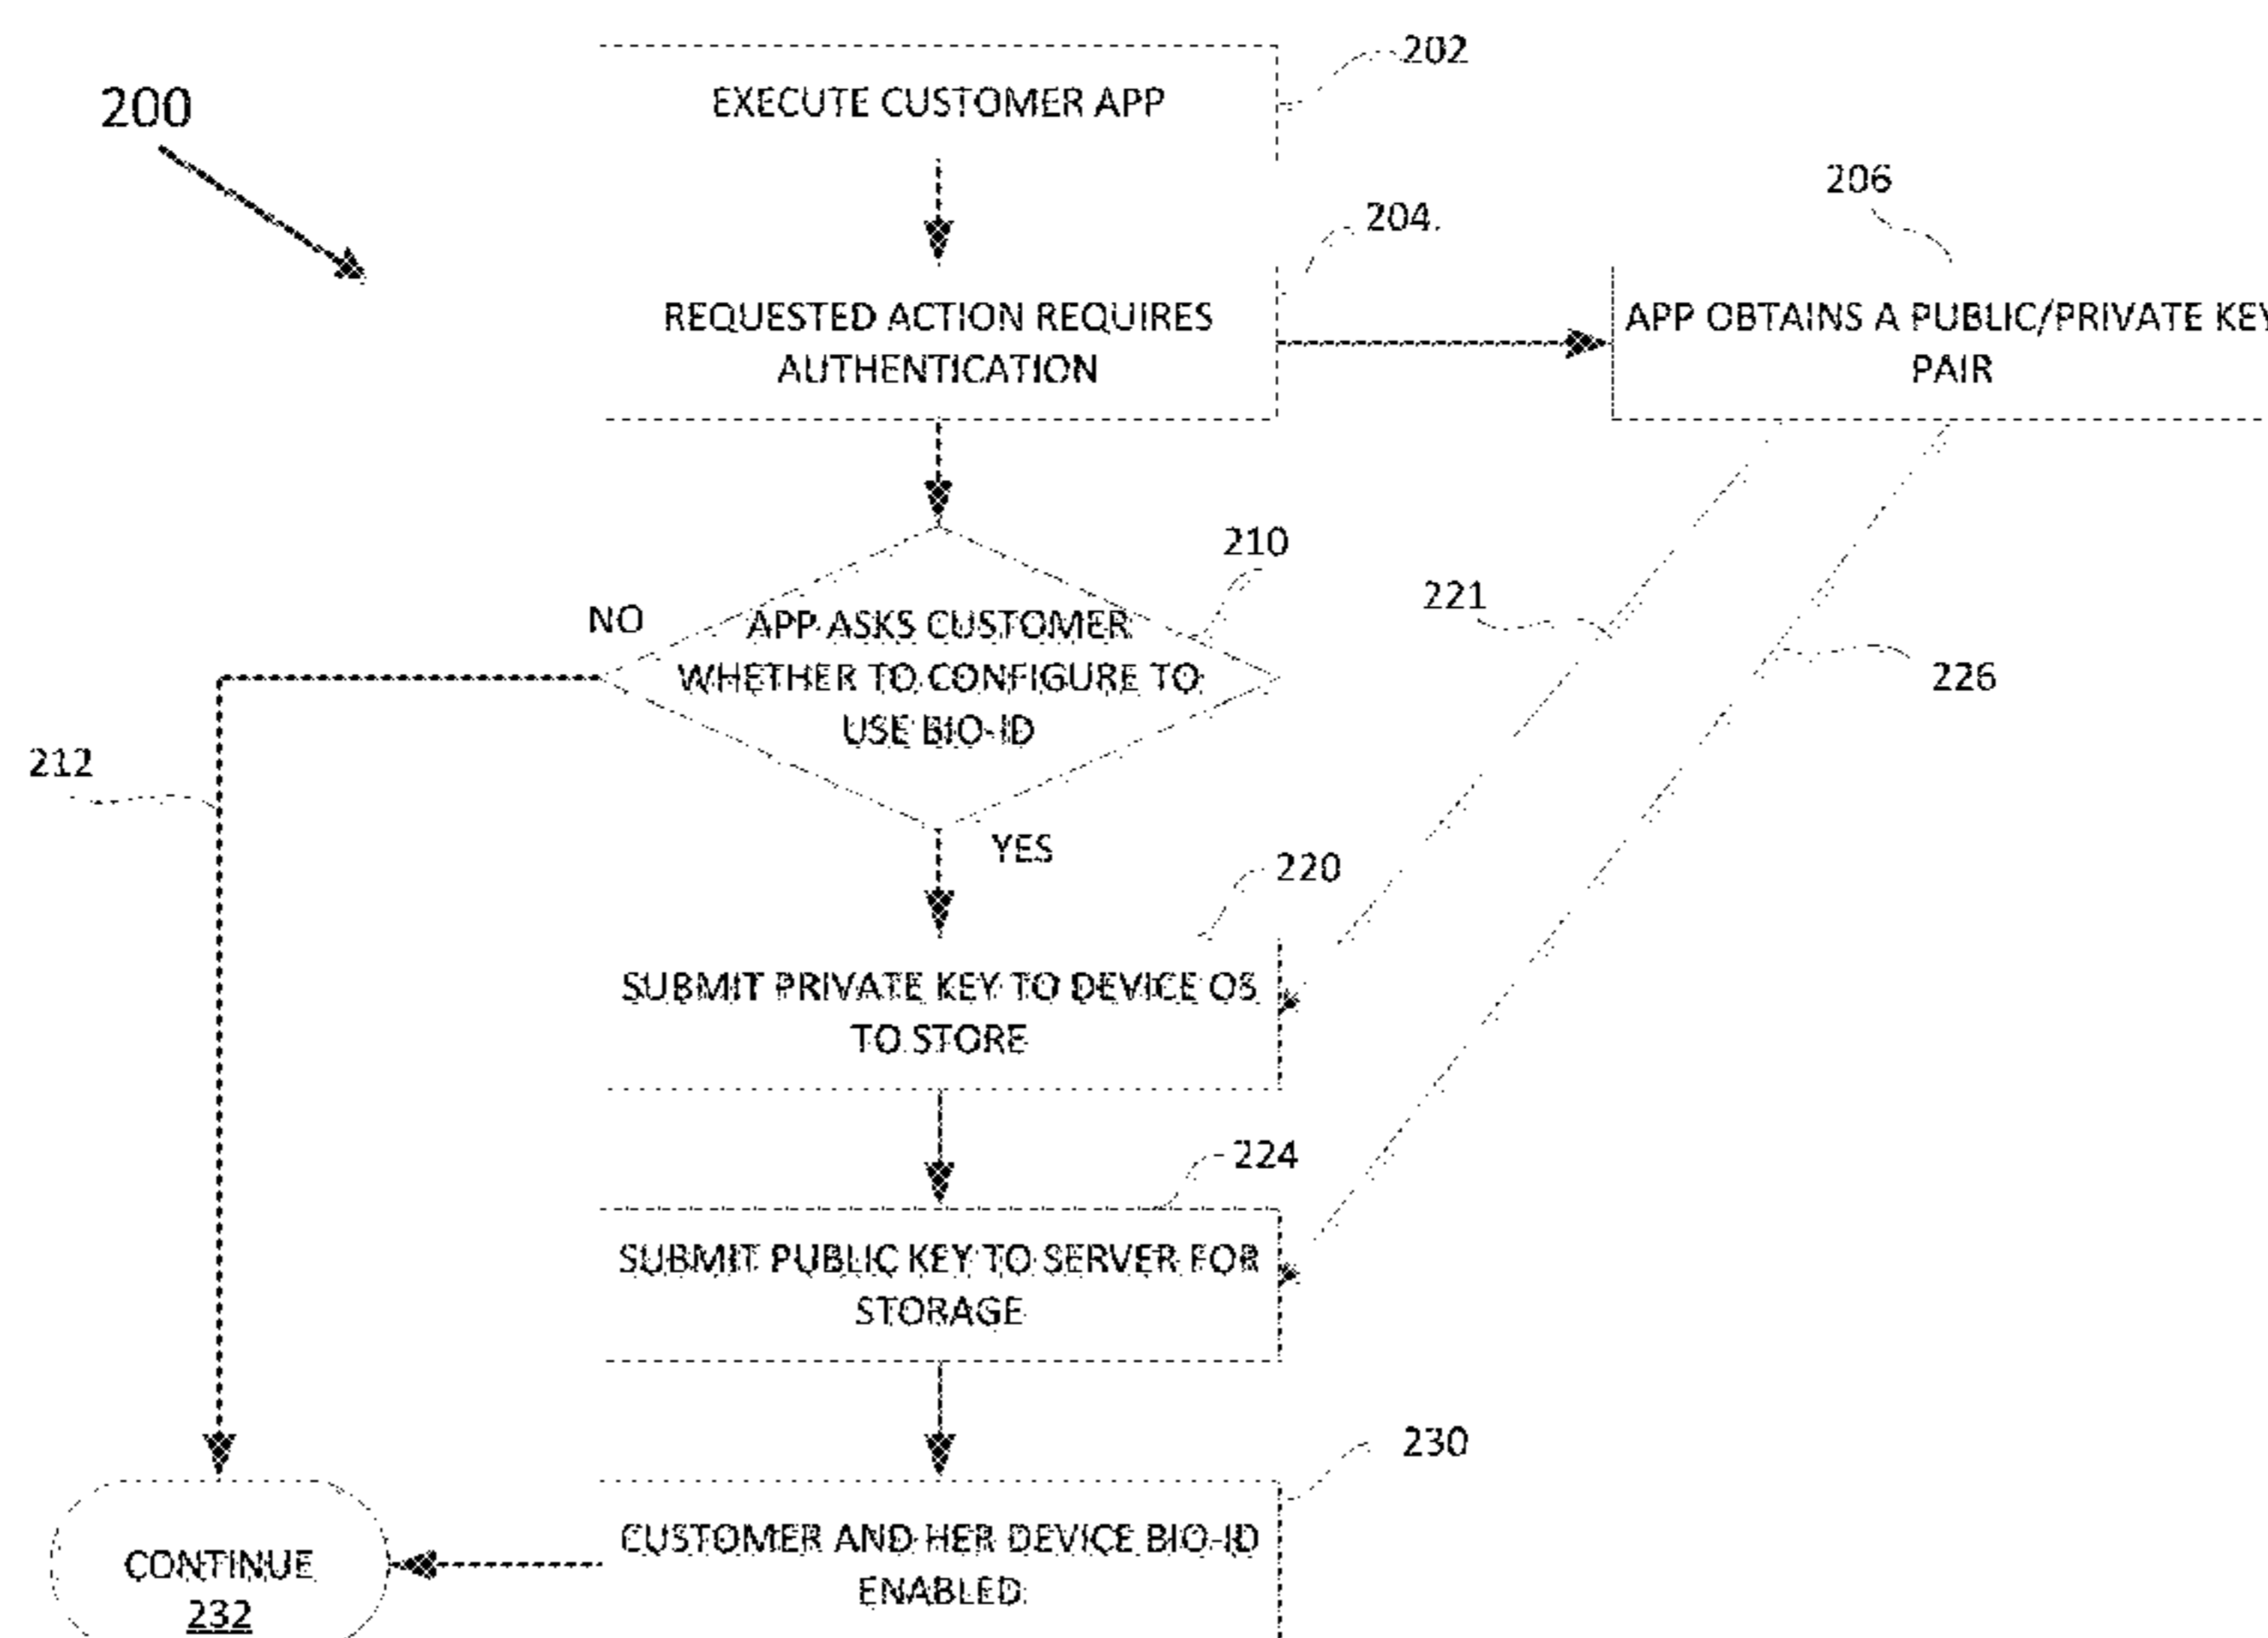 200
202
EXECUTE CUSTOMER APP
204.
206
REQUESTED ACTION REQUIRES
AUTHENTICATION
APP OBTAINS A PUBLIC/PRIVATE KEY
PAIR
210
NO
APP ASKS CUSTOMER
WHETHER TO CONFIGURE TO
USE BIO-ID
221
226
212
YES
220
SUBMIT PRIVATE KEY TO DEVICE OS
TO STORE
224
SUBMIT PUBLIC KEY TO SERVER FOR
STORAGE
230
CUSTOMER AND HER DEVICE BIO-ID
ENABLED
CONTINUE
232